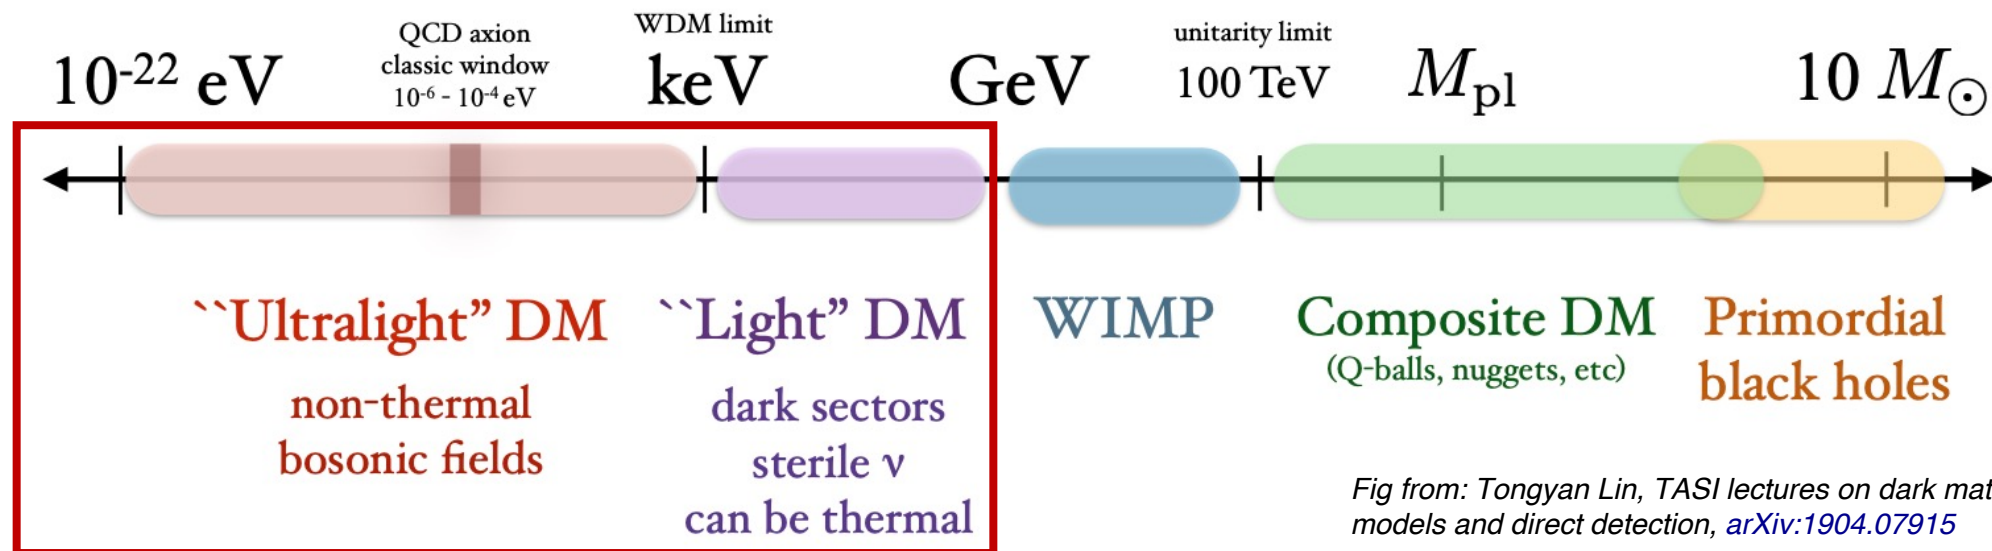 10⁻²² eV
QCD axion
classic window
10⁻⁶ - 10⁻⁴ eV
WDM limit
keV
GeV
unitarity limit
100 TeV
Mₚₗ
10 M☉
``Ultralight” DM
non-thermal
bosonic fields
``Light” DM
dark sectors
sterile ν
can be thermal
WIMP
Composite DM
(Q-balls, nuggets, etc)
Primordial
black holes
Fig from: Tongyan Lin, TASI lectures on dark mat
models and direct detection, arXiv:1904.07915